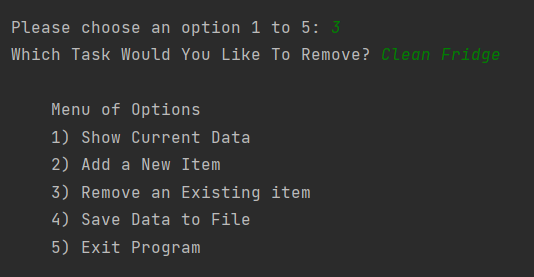 Please choose an option 1 to 5: 3
Which Task Would You Like To Remove? Clean Fridge
Menu of Options
1) Show Current Data
2) Add a New Item
3) Remove an Existing item
4) Save Data to File
5) Exit Program